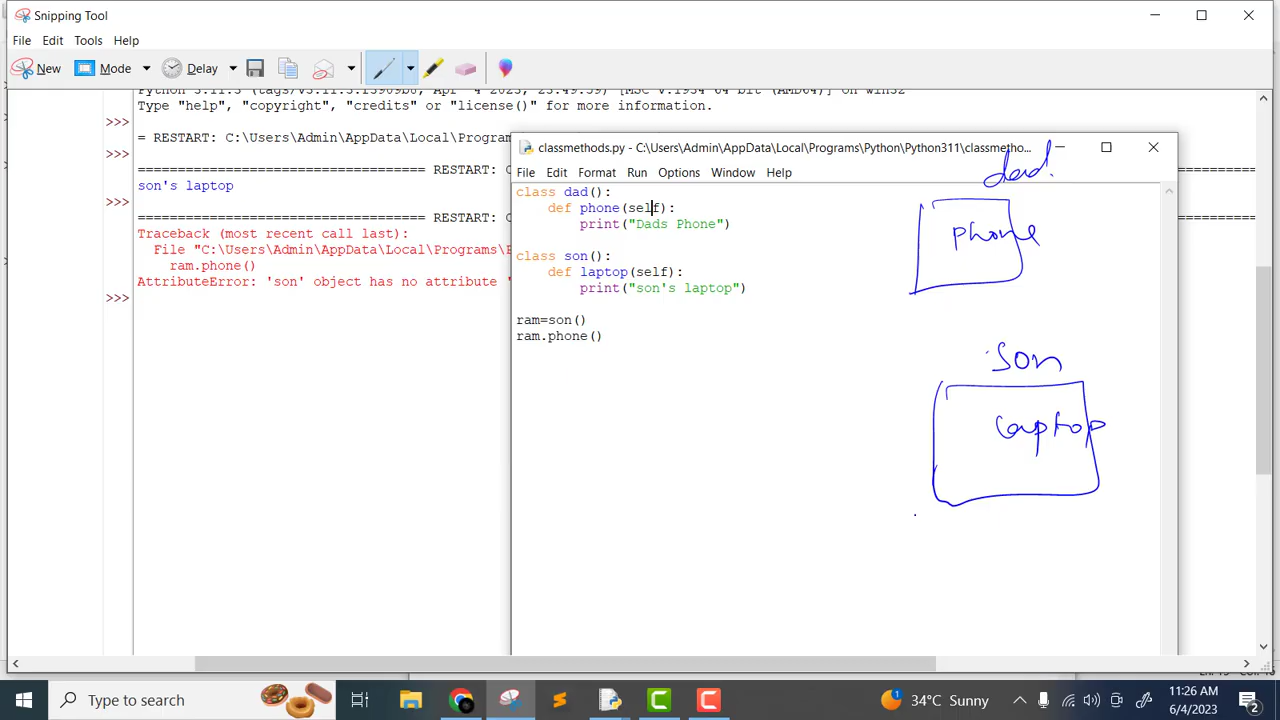 Snipping Tool
File Edit Tools Help
New Mode Delay
Type "help", "copyright", "credits" or "license()" for more information.
>>>
= RESTART: C:\Users\Admin\AppData\Local\Program
>>>
================================ RESTART: C
son's laptop
>>>
================================ RESTART: C
Traceback (most recent call last):
File "C:\Users\Admin\AppData\Local\Programs\
ram.phone()
AttributeError: 'son' object has no attribute '
>>>
classmethods.py - C:\Users\Admin\AppData\Local\Programs\Python\Python311\classmetho...
File Edit Format Run Options Window Help
class dad():
def phone(self):
print("Dads Phone")
class son():
def laptop(self):
print("son's laptop")
ram=son()
ram.phone()
dad
phone
son
laptop
Type here to search
34°C Sunny
11:26 AM
6/4/2023
1
2